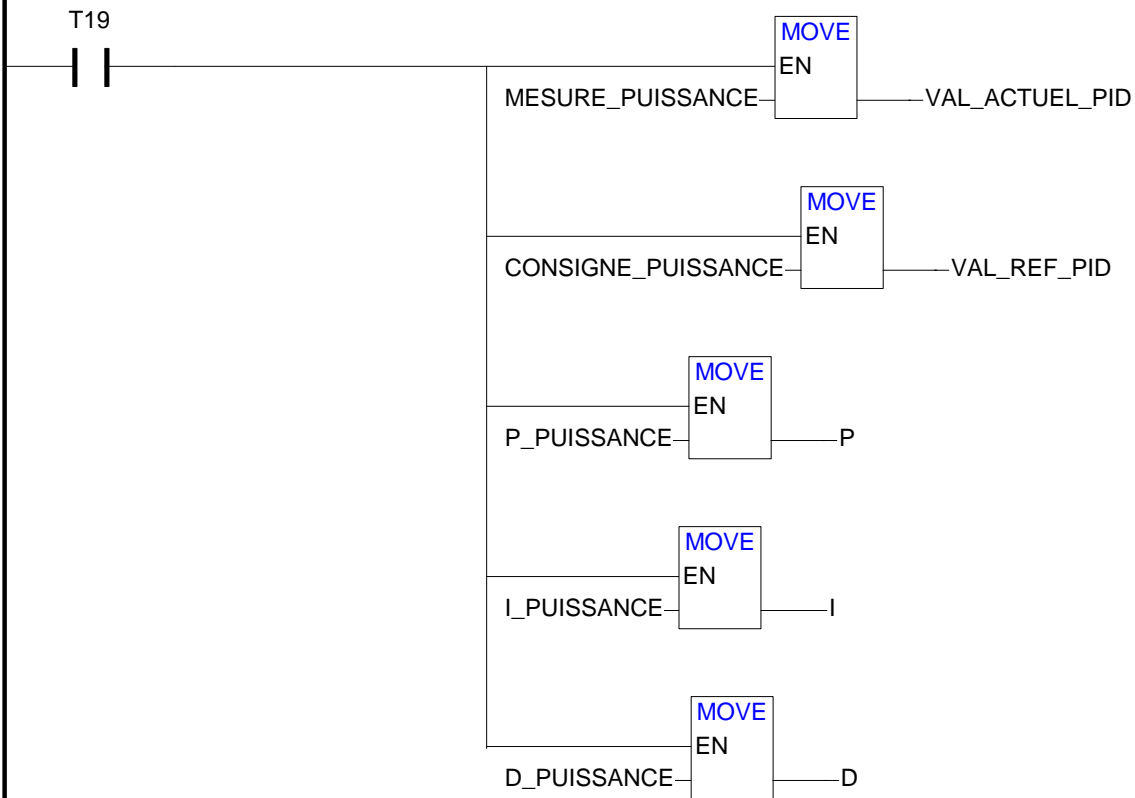 T19
MOVE
EN
MESURE_PUISSANCE
VAL_ACTUEL_PID
MOVE
EN
CONSIGNE_PUISSANCE
VAL_REF_PID
MOVE
EN
P_PUISSANCE
P
MOVE
EN
I_PUISSANCE
I
MOVE
EN
D_PUISSANCE
D